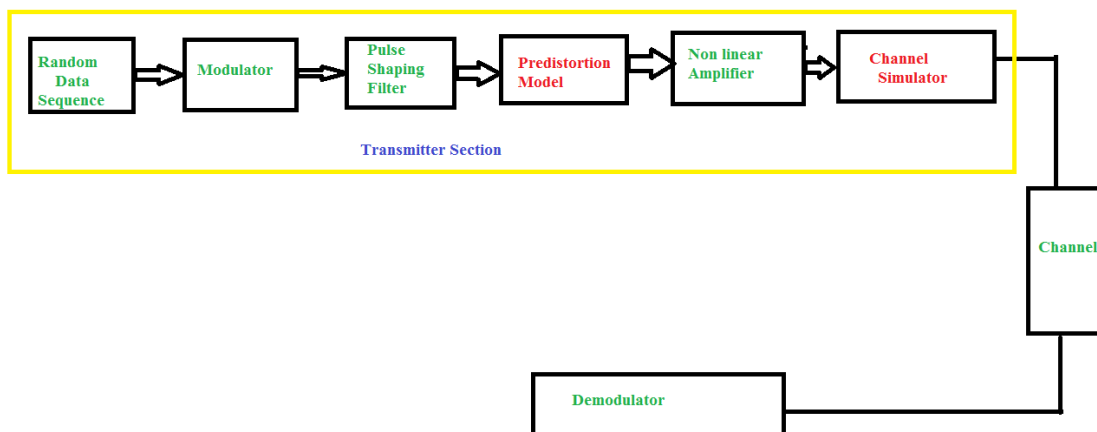 Random
Data
Sequence
Modulator
Pulse
Shaping
Filter
Predistortion
Model
Non linear
Amplifier
Channel
Simulator
Transmitter Section
Channel
Demodulator